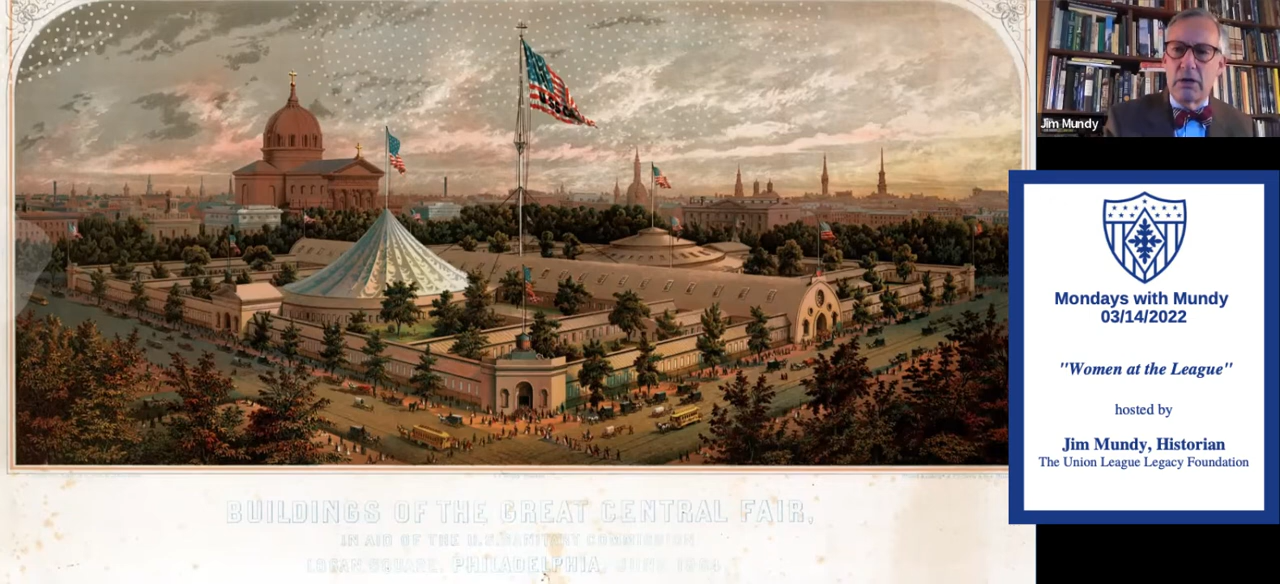 BUILDINGS OF THE GREAT CENTRAL FAIR,
IN AID OF THE U.S. SANITARY COMMISSION
LOGAN SQUARE, PHILADELPHIA, JUNE 1864.
Jim Mundy
Mondays with Mundy
03/14/2022
"Women at the League"
hosted by
Jim Mundy, Historian
The Union League Legacy Foundation